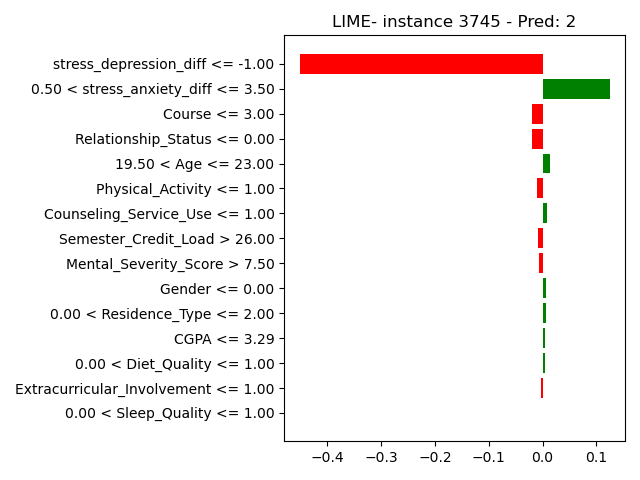 LIME- instance 3745 - Pred: 2
stress_depression_diff <= -1.00
0.50 < stress_anxiety_diff <= 3.50
Course <= 3.00
Relationship_Status <= 0.00
19.50 < Age <= 23.00
Physical_Activity <= 1.00
Counseling_Service_Use <= 1.00
Semester_Credit_Load > 26.00
Mental_Severity_Score > 7.50
Gender <= 0.00
0.00 < Residence_Type <= 2.00
CGPA <= 3.29
0.00 < Diet_Quality <= 1.00
Extracurricular_Involvement <= 1.00
0.00 < Sleep_Quality <= 1.00
−0.4 −0.3 −0.2 −0.1 0.0 0.1